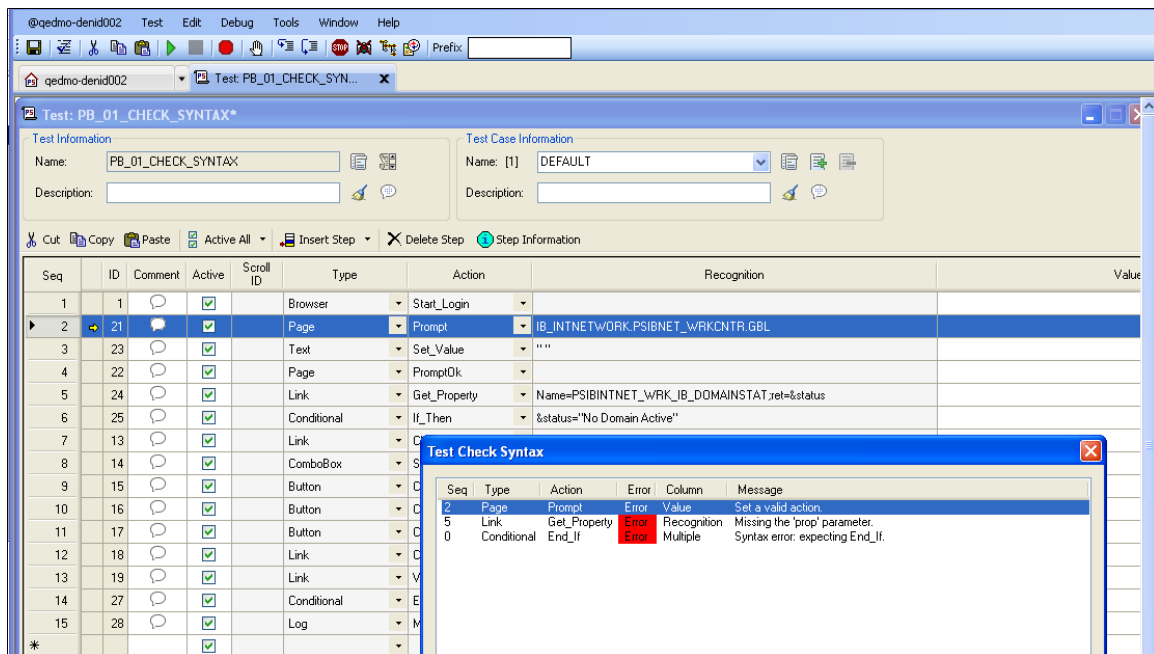 @qedmo-denid002 Test Edit Debug Tools Window Help
STOP Prefix
PS qedmo-denid002 PS Test: PB_01_CHECK_SYN... x
PS Test: PB_01_CHECK_SYNTAX*
Test Information Test Case Information
Name: PB_01_CHECK_SYNTAX Name: [1] DEFAULT
Description: Description:
Cut Copy Paste Active All Insert Step Delete Step Step Information
Seq ID Comment Active Scroll ID Type Action Recognition Value
1 1 Browser Start_Login
2 21 Page Prompt IB_INTNETWORK.PSIBNET_WRKCNTR.GBL
3 23 Text Set_Value " "
4 22 Page PromptOk
5 24 Link Get_Property Name=PSIBINTNET_WRK_IB_DOMAINSTAT;ret=&status
6 25 Conditional If_Then &status="No Domain Active"
7 13 Link
8 14 ComboBox S
9 15 Button C
10 16 Button C
11 17 Button C
12 18 Link C
13 19 Link V
14 27 Conditional E
15 28 Log M
*
Test Check Syntax
Seq Type Action Error Column Message
2 Page Prompt Error Value Set a valid action.
5 Link Get_Property Error Recognition Missing the 'prop' parameter.
0 Conditional End_If Error Multiple Syntax error: expecting End_If.